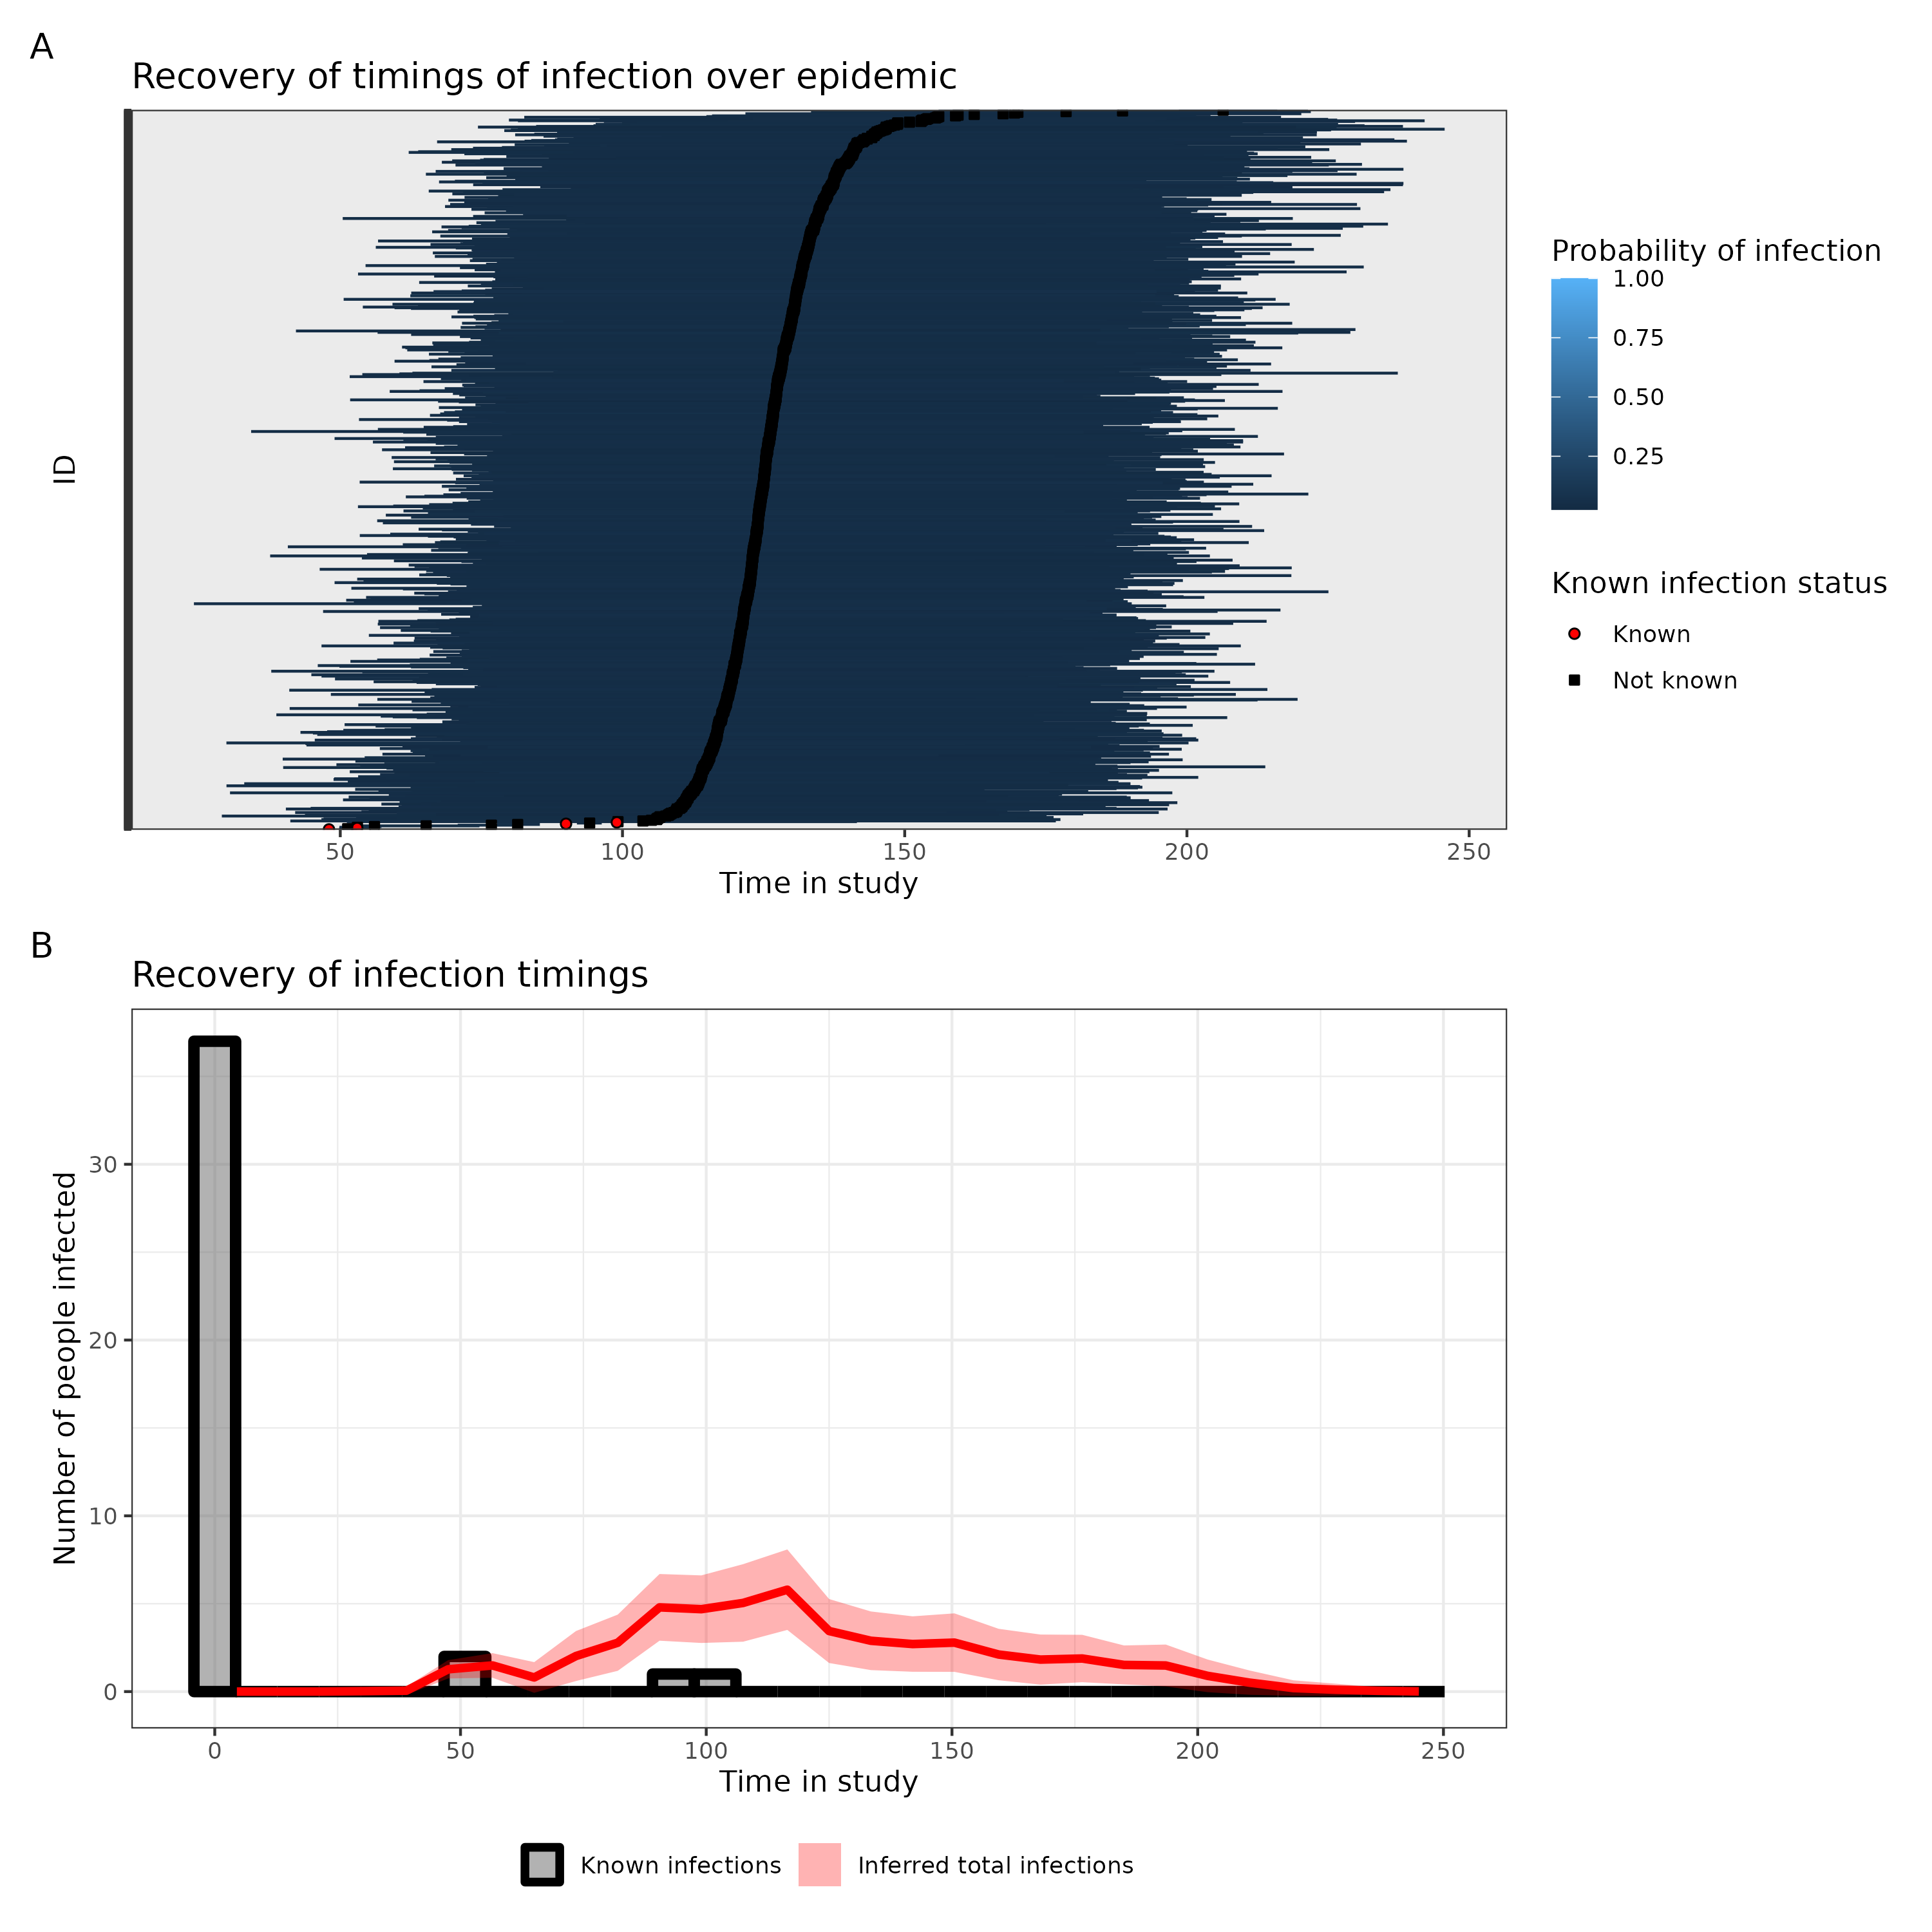 A
Recovery of timings of infection over epidemic
ID
50 100 150 200 250
Time in study
Probability of infection
1.00
0.75
0.50
0.25
Known infection status
Known
Not known
B
Recovery of infection timings
Number of people infected
30
20
10
0
0 50 100 150 200 250
Time in study
Known infections Inferred total infections